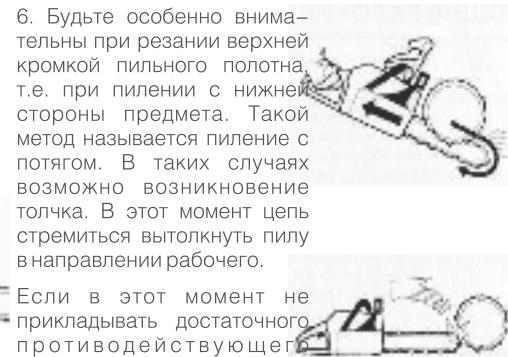 6. Будьте особенно внима–
тельны при резании верхней
кромкой пильного полотна,
т.е. при пилении с нижней
стороны предмета. Такой
метод называется пиление с
потягом. В таких случаях
возможно возникновение
толчка. В этот момент цепь
стремиться вытолкнуть пилу
в направлении рабочего.
Если в этот момент не
прикладывать достаточного
противодействующего